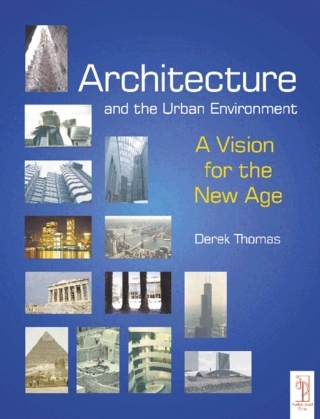 Architecture
and the Urban Environment
A Vision
for the
New Age
Derek Thomas